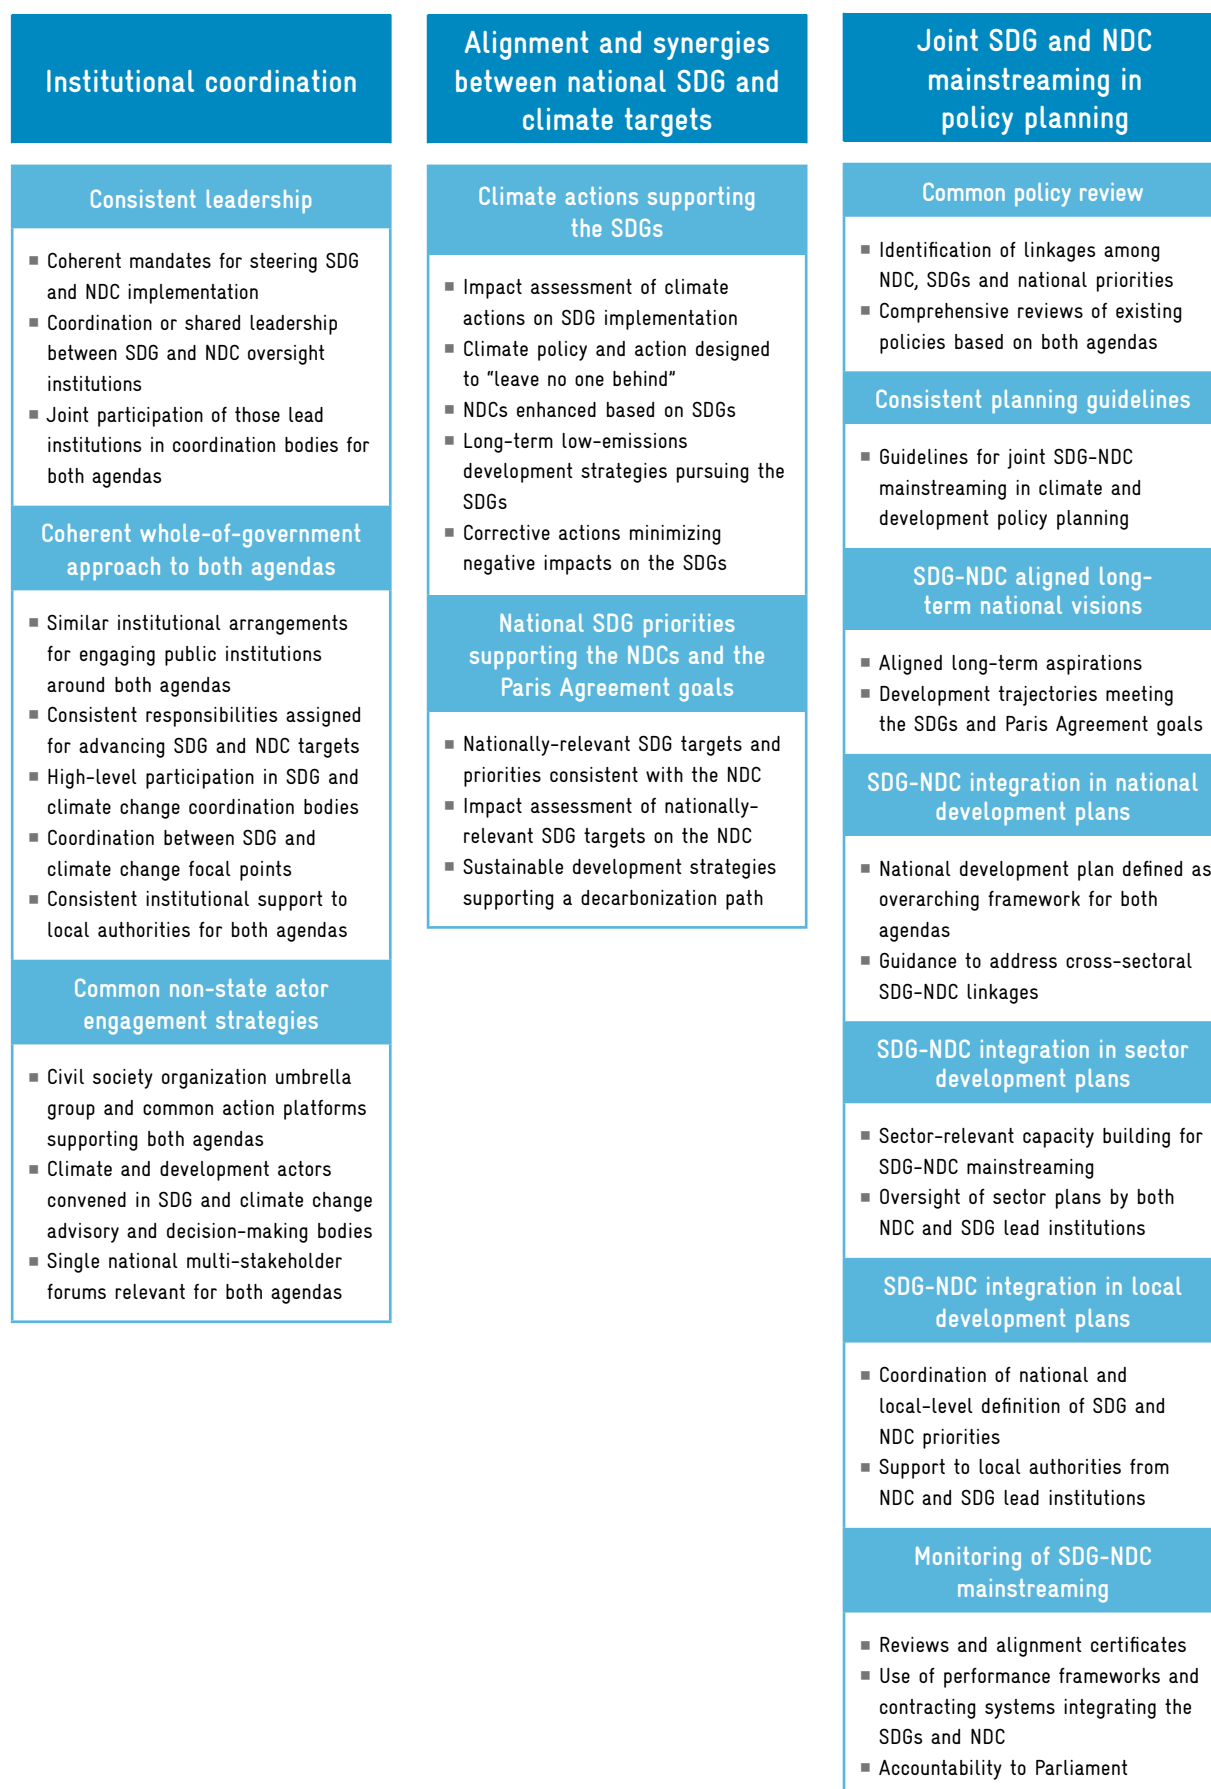 Institutional coordination
Consistent leadership
■ Coherent mandates for steering SDG
and NDC implementation
■ Coordination or shared leadership
between SDG and NDC oversight
institutions
■ Joint participation of those lead
institutions in coordination bodies for
both agendas
Coherent whole-of-government
approach to both agendas
■ Similar institutional arrangements
for engaging public institutions
around both agendas
■ Consistent responsibilities assigned
for advancing SDG and NDC targets
■ High-level participation in SDG and
climate change coordination bodies
■ Coordination between SDG and
climate change focal points
■ Consistent institutional support to
local authorities for both agendas
Common non-state actor
engagement strategies
■ Civil society organization umbrella
group and common action platforms
supporting both agendas
■ Climate and development actors
convened in SDG and climate change
advisory and decision-making bodies
■ Single national multi-stakeholder
forums relevant for both agendas
Alignment and synergies
between national SDG and
climate targets
Climate actions supporting
the SDGs
■ Impact assessment of climate
actions on SDG implementation
■ Climate policy and action designed
to “leave no one behind”
■ NDCs enhanced based on SDGs
■ Long-term low-emissions
development strategies pursuing the
SDGs
■ Corrective actions minimizing
negative impacts on the SDGs
National SDG priorities
supporting the NDCs and the
Paris Agreement goals
■ Nationally-relevant SDG targets and
priorities consistent with the NDC
■ Impact assessment of nationally-
relevant SDG targets on the NDC
■ Sustainable development strategies
supporting a decarbonization path
Joint SDG and NDC
mainstreaming in
policy planning
Common policy review
■ Identification of linkages among
NDC, SDGs and national priorities
■ Comprehensive reviews of existing
policies based on both agendas
Consistent planning guidelines
■ Guidelines for joint SDG-NDC
mainstreaming in climate and
development policy planning
SDG-NDC aligned long-
term national visions
■ Aligned long-term aspirations
■ Development trajectories meeting
the SDGs and Paris Agreement goals
SDG-NDC integration in national
development plans
■ National development plan defined as
overarching framework for both
agendas
■ Guidance to address cross-sectoral
SDG-NDC linkages
SDG-NDC integration in sector
development plans
■ Sector-relevant capacity building for
SDG-NDC mainstreaming
■ Oversight of sector plans by both
NDC and SDG lead institutions
SDG-NDC integration in local
development plans
■ Coordination of national and
local-level definition of SDG and
NDC priorities
■ Support to local authorities from
NDC and SDG lead institutions
Monitoring of SDG-NDC
mainstreaming
■ Reviews and alignment certificates
■ Use of performance frameworks and
contracting systems integrating the
SDGs and NDC
■ Accountability to Parliament